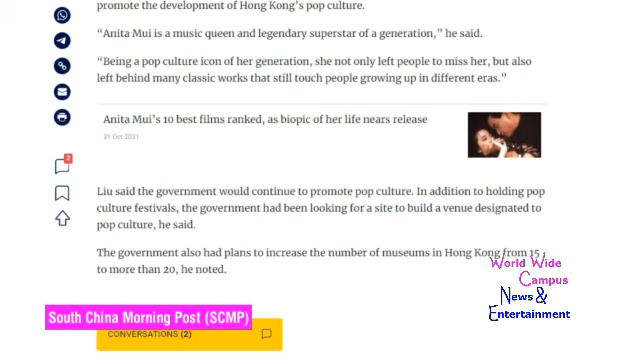 promote the development of Hong Kong's pop culture.
“Anita Mui is a music queen and legendary superstar of a generation,” he said.
“Being a pop culture icon of her generation, she not only left people to miss her, but also
left behind many classic works that still touch people growing up in different eras.”
Anita Mui's 10 best films ranked, as biopic of her life nears release
31 Oct 2021
2
Liu said the government would continue to promote pop culture. In addition to holding pop
culture festivals, the government had been looking for a site to build a venue designated to
pop culture, he said.
The government also had plans to increase the number of museums in Hong Kong from 15
to more than 20, he noted.
World Wide
Campus
News &
Entertainment
South China Morning Post (SCMP)
CONVERSATIONS (2)